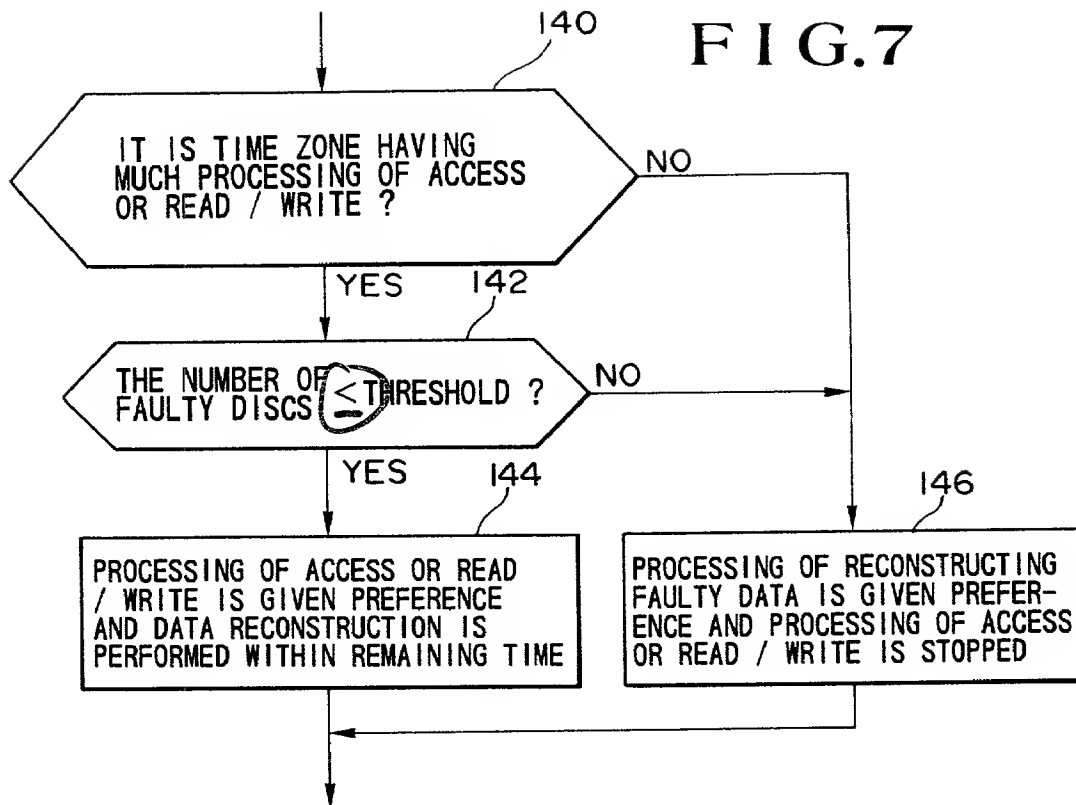 FIG.7
140
IT IS TIME ZONE HAVING
MUCH PROCESSING OF ACCESS
OR READ / WRITE ?
NO
YES
142
THE NUMBER OF
FAULTY DISCS ≤ THRESHOLD ?
NO
YES
144
PROCESSING OF ACCESS OR READ
/ WRITE IS GIVEN PREFERENCE
AND DATA RECONSTRUCTION IS
PERFORMED WITHIN REMAINING TIME
146
PROCESSING OF RECONSTRUCTING
FAULTY DATA IS GIVEN PREFER-
ENCE AND PROCESSING OF ACCESS
OR READ / WRITE IS STOPPED